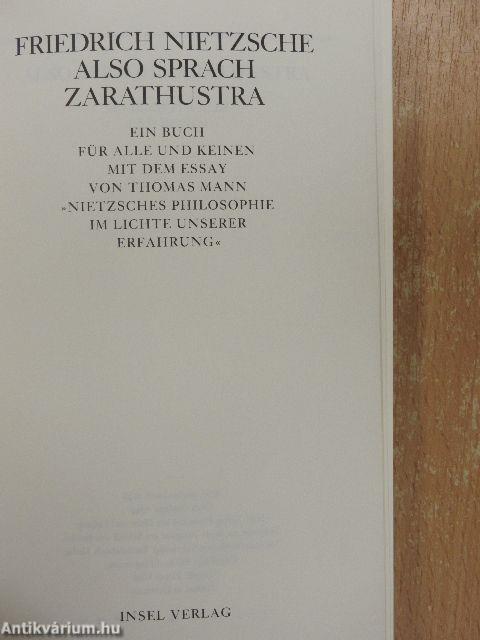 FRIEDRICH NIETZSCHE
ALSO SPRACH
ZARATHUSTRA
EIN BUCH
FÜR ALLE UND KEINEN
MIT DEM ESSAY
VON THOMAS MANN
»NIETZSCHES PHILOSOPHIE
IM LICHTE UNSERER
ERFAHRUNG«
INSEL VERLAG
Antikvárium.hu